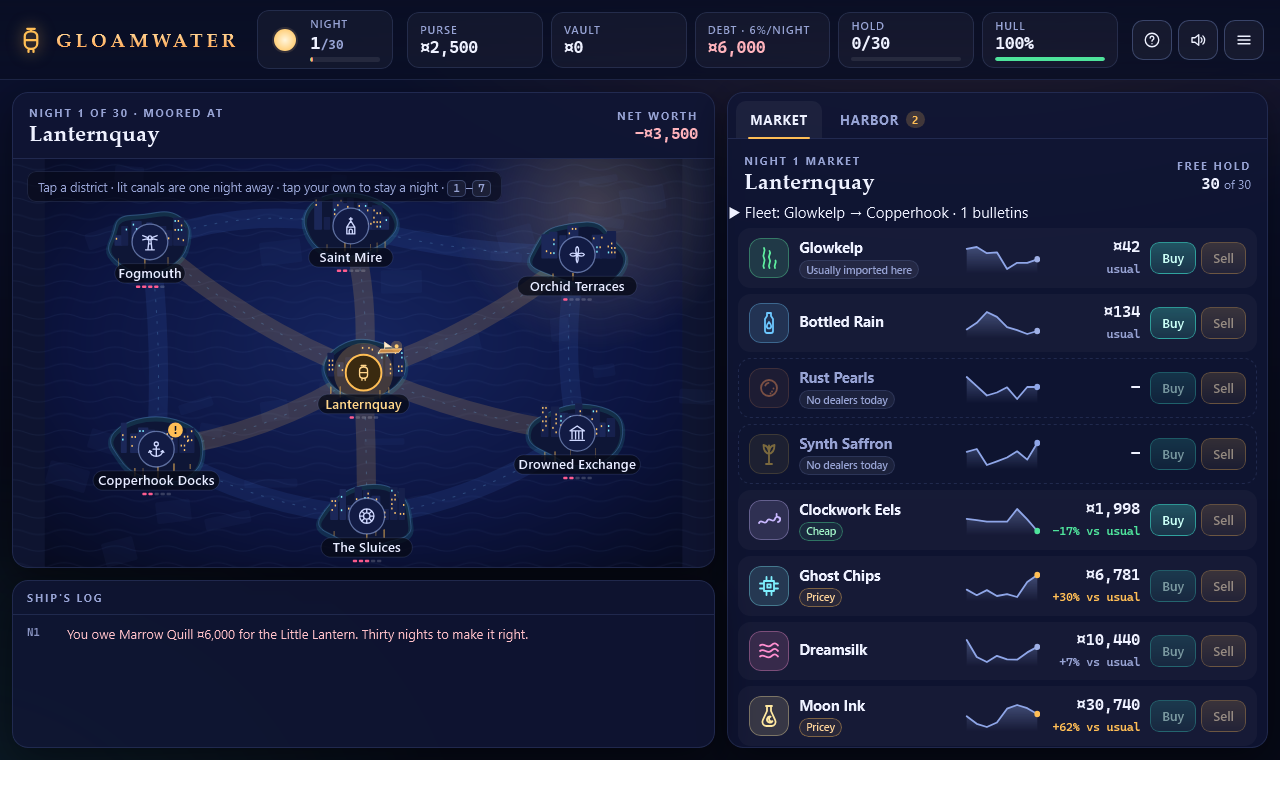 GLOAMWATER
NIGHT
1/30
PURSE
¤2,500
VAULT
¤0
DEBT · 6%/NIGHT
¤6,000
HOLD
0/30
HULL
100%
NIGHT 1 OF 30 · MOORED AT
Lanternquay
NET WORTH
−¤3,500
Tap a district · lit canals are one night away · tap your own to stay a night · 1–7
Fogmouth
Saint Mire
Orchid Terraces
Lanternquay
Copperhook Docks
!
Drowned Exchange
The Sluices
SHIP'S LOG
N1 You owe Marrow Quill ¤6,000 for the Little Lantern. Thirty nights to make it right.
MARKET
HARBOR 2
NIGHT 1 MARKET
Lanternquay
FREE HOLD
30 of 30
▶ Fleet: Glowkelp → Copperhook · 1 bulletins
Glowkelp
Usually imported here
¤42
usual
Buy
Sell
Bottled Rain
¤134
usual
Buy
Sell
Rust Pearls
No dealers today
—
Buy
Sell
Synth Saffron
No dealers today
—
Buy
Sell
Clockwork Eels
Cheap
¤1,998
−17% vs usual
Buy
Sell
Ghost Chips
Pricey
¤6,781
+30% vs usual
Buy
Sell
Dreamsilk
¤10,440
+7% vs usual
Buy
Sell
Moon Ink
Pricey
¤30,740
+62% vs usual
Buy
Sell